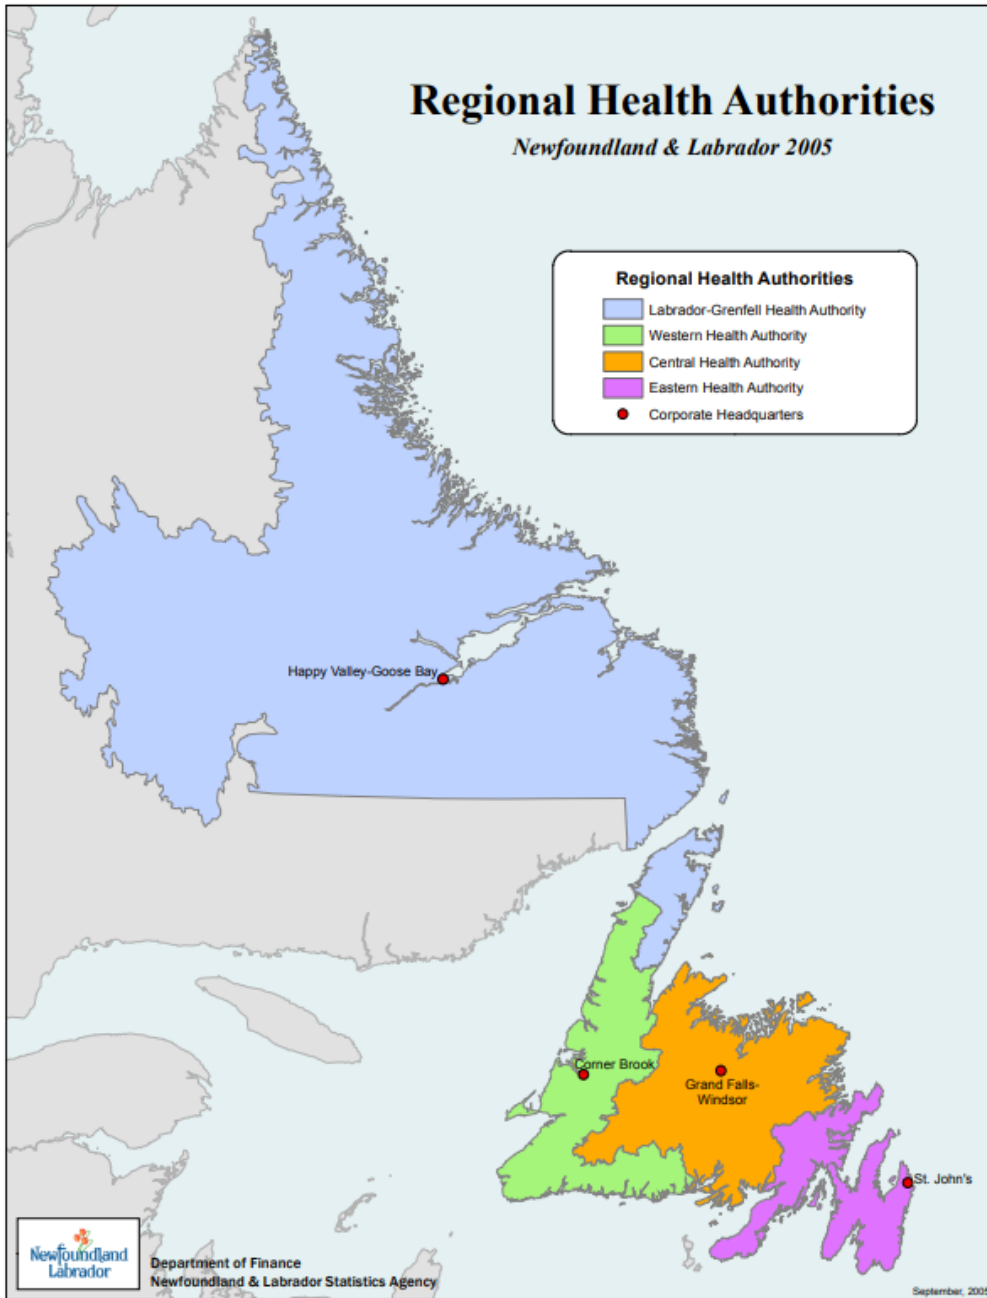 Regional Health Authorities
Newfoundland & Labrador 2005
Regional Health Authorities
Labrador-Grenfell Health Authority
Western Health Authority
Central Health Authority
Eastern Health Authority
Corporate Headquarters
Happy Valley-Goose Bay
Corner Brook
Grand Falls-
Windsor
St. John's
Newfoundland
Labrador
Department of Finance
Newfoundland & Labrador Statistics Agency
September, 2005